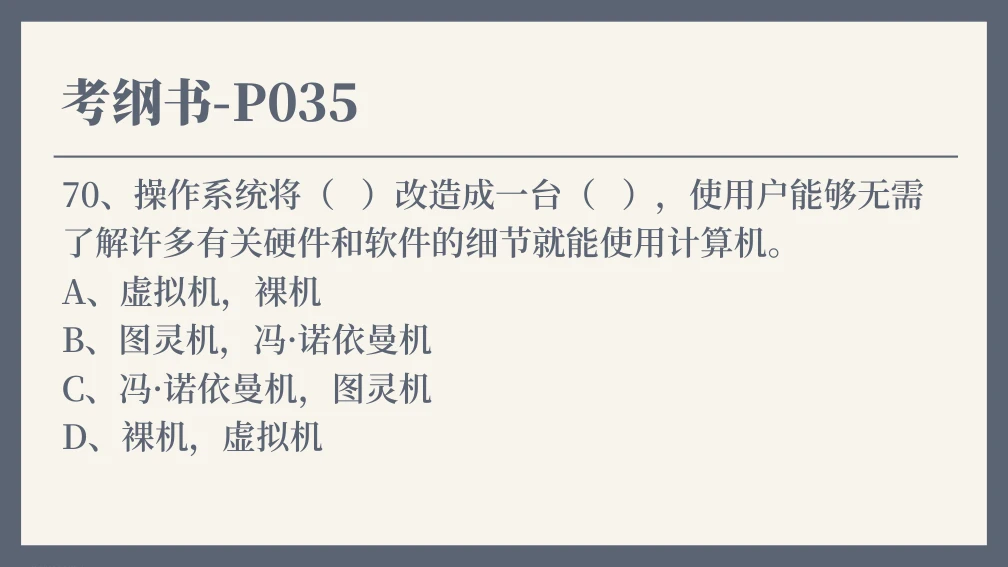 考纲书-P035
70、操作系统将（  ）改造成一台（  ），使用户能够无需
了解许多有关硬件和软件的细节就能使用计算机。
A、虚拟机，裸机
B、图灵机，冯·诺依曼机
C、冯·诺依曼机，图灵机
D、裸机，虚拟机